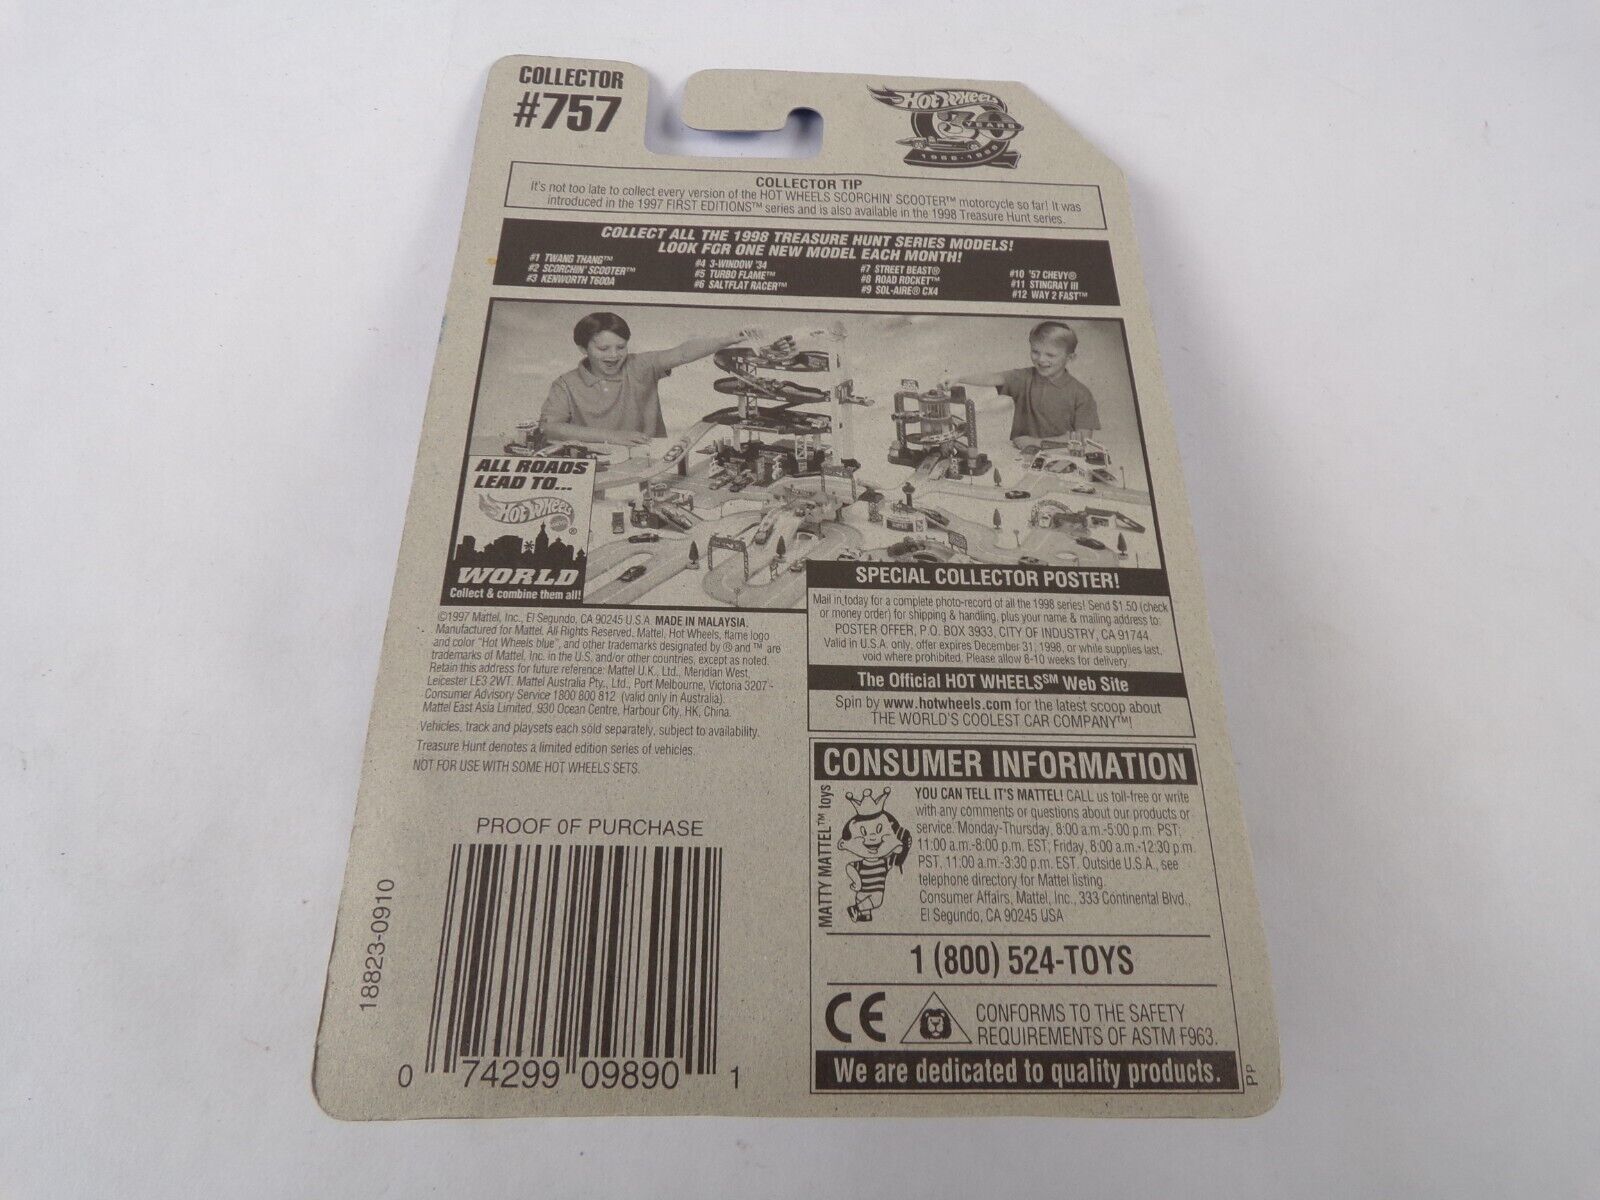 COLLECTOR
#757
HOT WHEELS
30 YEARS
1968-1998
COLLECTOR TIP
It's not too late to collect every version of the HOT WHEELS SCORCHIN' SCOOTER™ motorcycle so far! It was
introduced in the 1997 FIRST EDITIONS™ series and is also available in the 1998 Treasure Hunt series.
COLLECT ALL THE 1998 TREASURE HUNT SERIES MODELS!
LOOK FOR ONE NEW MODEL EACH MONTH!
#1 TWANG THANG™
#2 SCORCHIN' SCOOTER™
#3 KENWORTH T600A
#4 3-WINDOW '34
#5 TURBO FLAME™
#6 SALTFLAT RACER™
#7 STREET BEAST®
#8 ROAD ROCKET™
#9 SOL-AIRE® CX4
#10 '57 CHEVY®
#11 STINGRAY III
#12 WAY 2 FAST™
ALL ROADS
LEAD TO...
HOT WHEELS®
WORLD
Collect & combine them all!
©1997 Mattel, Inc., El Segundo, CA 90245 U.S.A. MADE IN MALAYSIA.
Manufactured for Mattel. All Rights Reserved. Mattel, Hot Wheels, flame logo
and color "Hot Wheels blue", and other trademarks designated by ® and ™ are
trademarks of Mattel, Inc. in the U.S. and/or other countries, except as noted.
Retain this address for future reference: Mattel U.K., Ltd., Meridian West,
Leicester LE3 2WT. Mattel Australia Pty., Ltd., Port Melbourne, Victoria 3207 -
Consumer Advisory Service 1800 800 812 (valid only in Australia).
Mattel East Asia Limited, 930 Ocean Centre, Harbour City, HK, China.
Vehicles, track and playsets each sold separately, subject to availability.
Treasure Hunt denotes a limited edition series of vehicles.
NOT FOR USE WITH SOME HOT WHEELS SETS.
SPECIAL COLLECTOR POSTER!
Mail in today for a complete photo-record of all the 1998 series! Send $1.50 (check
or money order) for shipping & handling, plus your name & mailing address to:
POSTER OFFER, P.O. BOX 3933, CITY OF INDUSTRY, CA 91744
Valid in U.S.A. only, offer expires December 31, 1998, or while supplies last,
void where prohibited. Please allow 8-10 weeks for delivery.
The Official HOT WHEELS℠ Web Site
Spin by www.hotwheels.com for the latest scoop about
THE WORLD'S COOLEST CAR COMPANY™!
CONSUMER INFORMATION
MATTY MATTEL™ toys
YOU CAN TELL IT'S MATTEL! CALL us toll-free or write
with any comments or questions about our products or
service. Monday-Thursday, 8:00 a.m.-5:00 p.m. PST;
11:00 a.m.-8:00 p.m. EST; Friday, 8:00 a.m.-12:30 p.m.
PST, 11:00 a.m.-3:30 p.m. EST. Outside U.S.A., see
telephone directory for Mattel listing.
Consumer Affairs, Mattel, Inc., 333 Continental Blvd.,
El Segundo, CA 90245 USA
1 (800) 524-TOYS
CE
CONFORMS TO THE SAFETY
REQUIREMENTS OF ASTM F963.
We are dedicated to quality products.
PP
PROOF OF PURCHASE
18823-0910
0 74299 09890 1